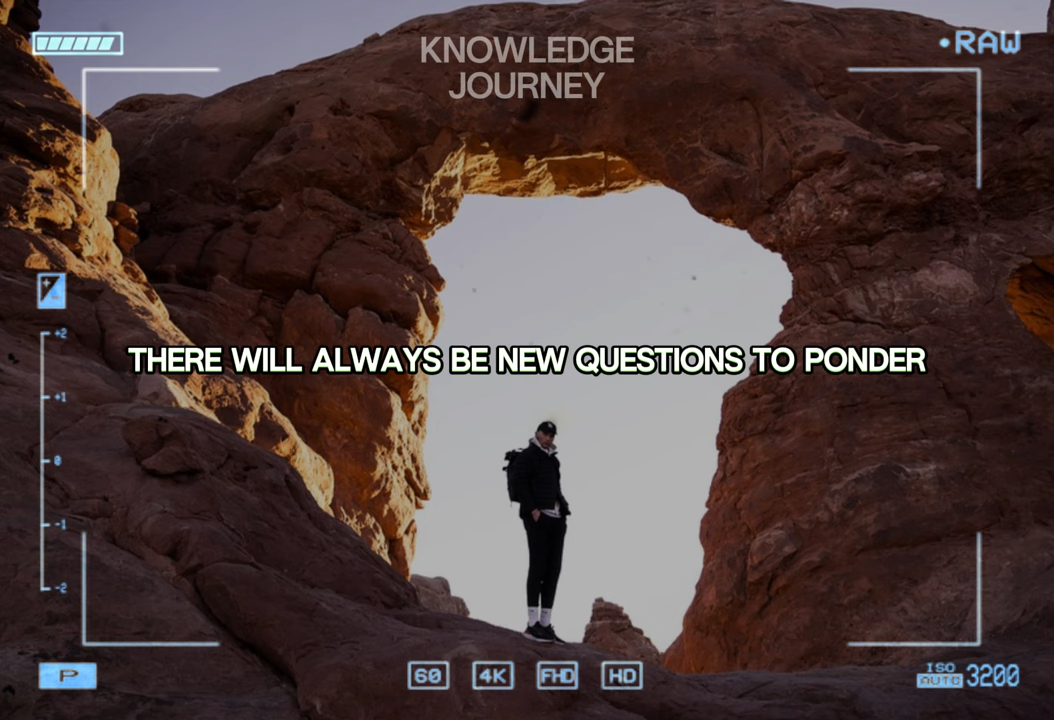 KNOWLEDGE
JOURNEY
•RAW
+2
+1
0
-1
-2
THERE WILL ALWAYS BE NEW QUESTIONS TO PONDER
P
60 4K FHD HD
ISO
AUTO 3200